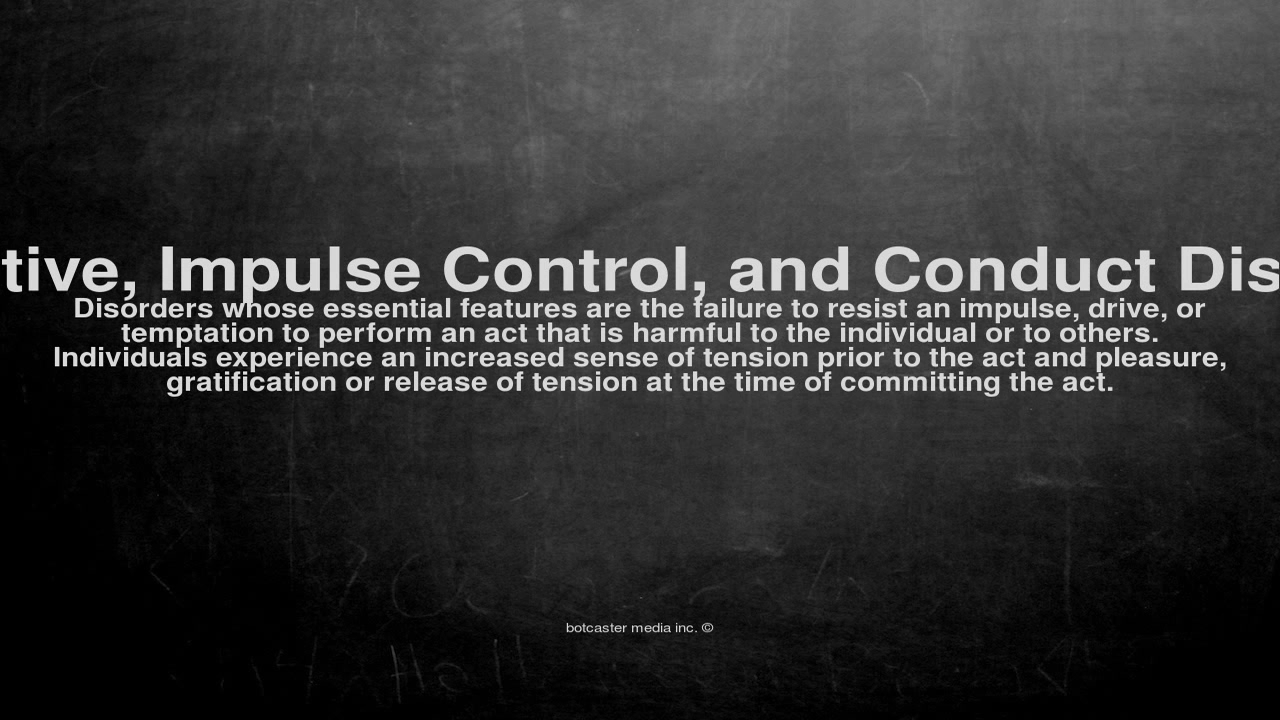 tive, Impulse Control, and Conduct Dis
Disorders whose essential features are the failure to resist an impulse, drive, or
temptation to perform an act that is harmful to the individual or to others.
Individuals experience an increased sense of tension prior to the act and pleasure,
gratification or release of tension at the time of committing the act.
botcaster media inc. ©